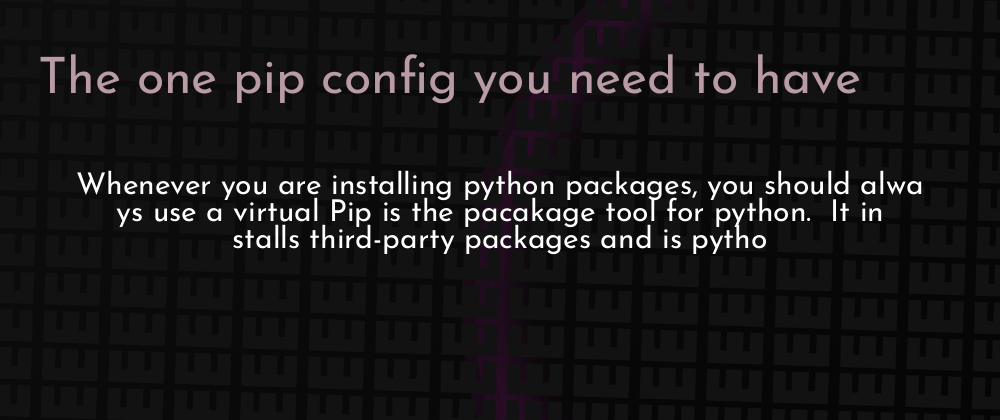 The one pip config you need to have
Whenever you are installing python packages, you should alwa
ys use a virtual Pip is the pacakage tool for python.  It in
stalls third-party packages and is pytho